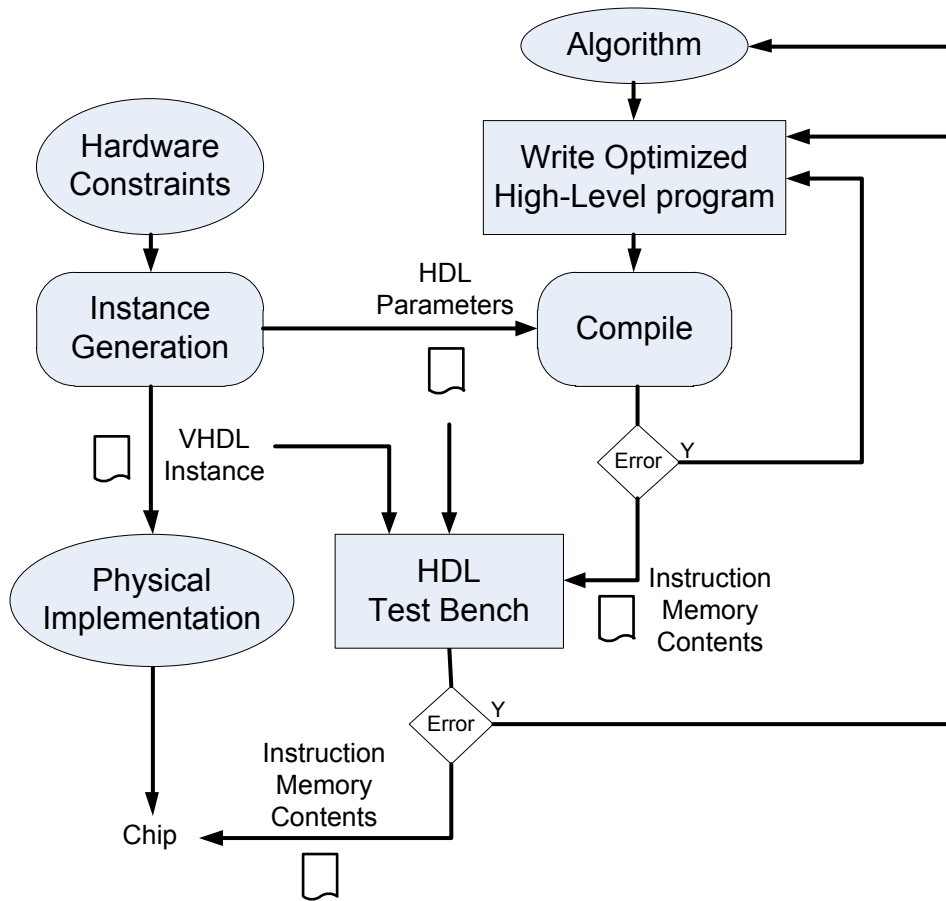 Algorithm
Hardware
Constraints
Write Optimized
High-Level program
HDL
Parameters
Instance
Generation
Compile
VHDL
Instance
Error
Y
Physical
Implementation
HDL
Test Bench
Instruction
Memory
Contents
Error
Y
Instruction
Memory
Contents
Chip